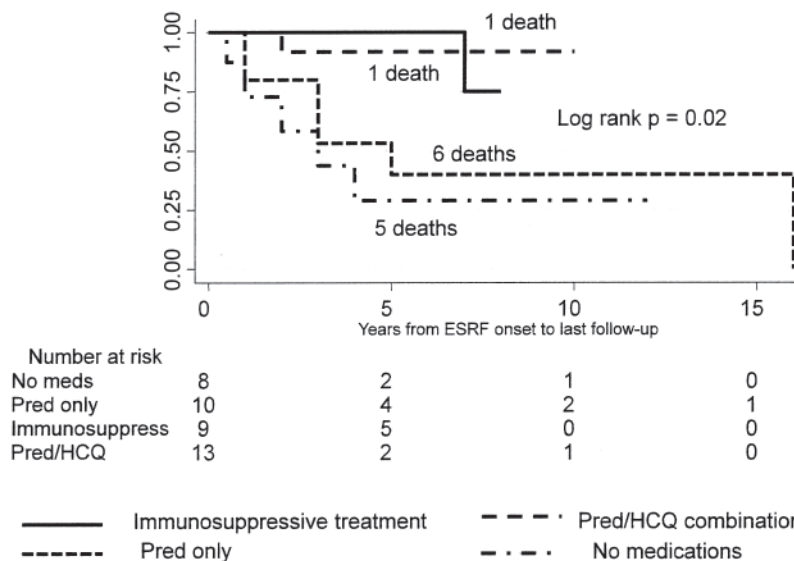 1 death
1.00
0.75
0.50
0.25
0.00
1 death
Log rank p = 0.02
6 deaths
5 deaths
0 5 10 15
Years from ESRF onset to last follow-up
Number at risk
No meds 8 2 1 0
Pred only 10 4 2 1
Immunosuppress 9 5 0 0
Pred/HCQ 13 2 1 0
Immunosuppressive treatment Pred/HCQ combination
Pred only No medications